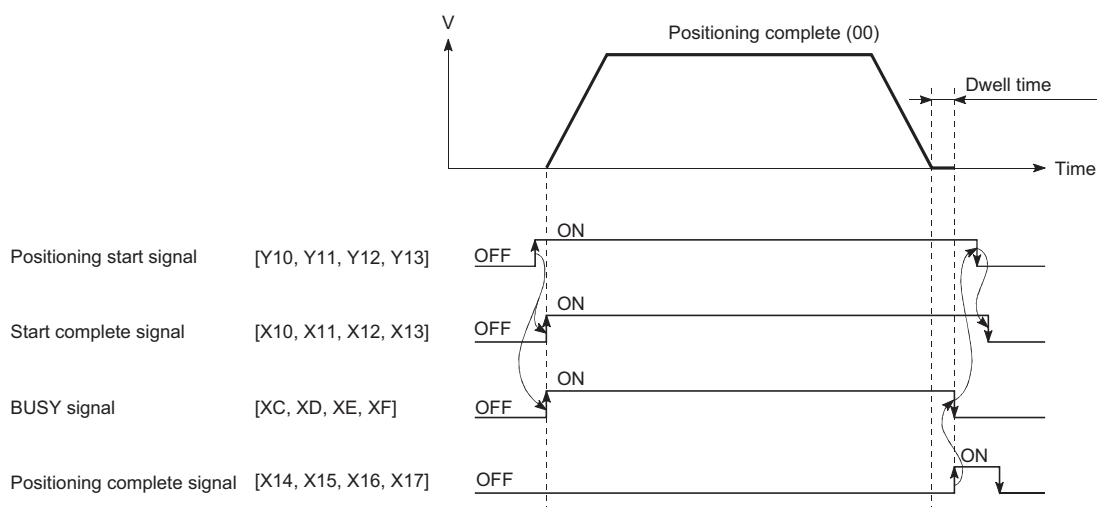 V
Positioning complete (00)
Dwell time
Time
ON
Positioning start signal [Y10, Y11, Y12, Y13] OFF
ON
Start complete signal [X10, X11, X12, X13] OFF
ON
BUSY signal [XC, XD, XE, XF] OFF
ON
Positioning complete signal [X14, X15, X16, X17] OFF